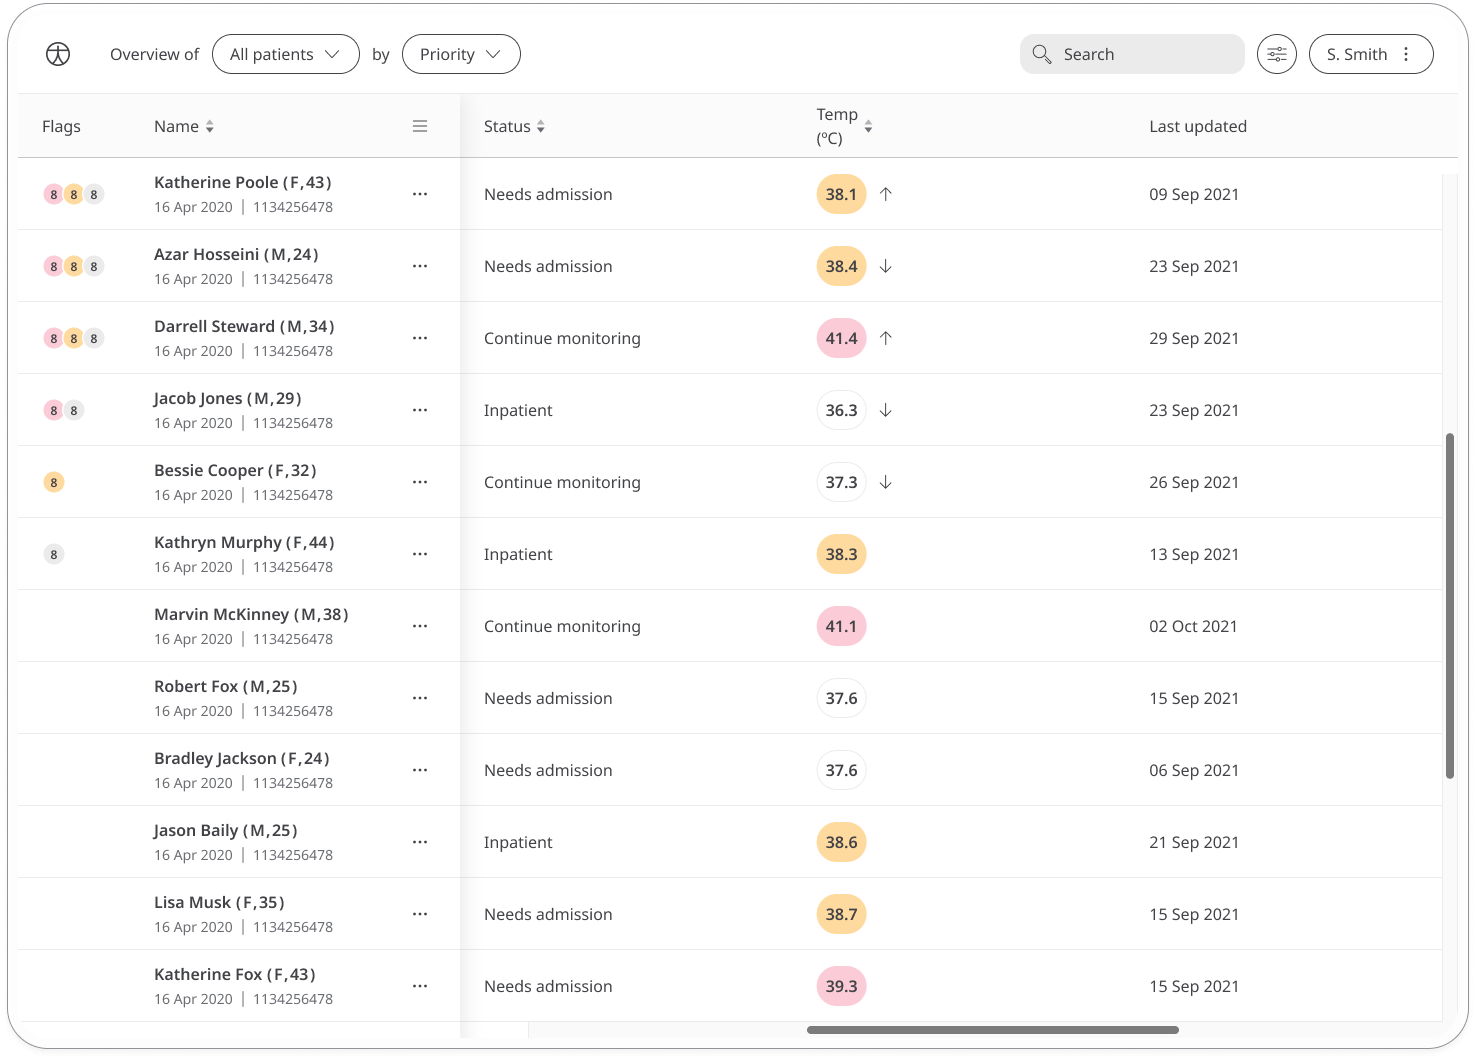 Overview of All patients by Priority Search S. Smith
Flags Name Status Temp (ºC) Last updated
Katherine Poole (F,43)
8 8 8 Needs admission 38.1 ↑ 09 Sep 2021
16 Apr 2020 | 1134256478
Azar Hosseini (M,24)
8 8 8 Needs admission 38.4 ↓ 23 Sep 2021
16 Apr 2020 | 1134256478
Darrell Steward (M,34)
8 8 8 Continue monitoring 41.4 ↑ 29 Sep 2021
16 Apr 2020 | 1134256478
Jacob Jones (M,29)
8 8 Inpatient 36.3 ↓ 23 Sep 2021
16 Apr 2020 | 1134256478
Bessie Cooper (F,32)
8 Continue monitoring 37.3 ↓ 26 Sep 2021
16 Apr 2020 | 1134256478
Kathryn Murphy (F,44)
8 Inpatient 38.3 13 Sep 2021
16 Apr 2020 | 1134256478
Marvin McKinney (M,38)
Continue monitoring 41.1 02 Oct 2021
16 Apr 2020 | 1134256478
Robert Fox (M,25)
Needs admission 37.6 15 Sep 2021
16 Apr 2020 | 1134256478
Bradley Jackson (F,24)
Needs admission 37.6 06 Sep 2021
16 Apr 2020 | 1134256478
Jason Baily (M,25)
Inpatient 38.6 21 Sep 2021
16 Apr 2020 | 1134256478
Lisa Musk (F,35)
Needs admission 38.7 15 Sep 2021
16 Apr 2020 | 1134256478
Katherine Fox (F,43)
Needs admission 39.3 15 Sep 2021
16 Apr 2020 | 1134256478